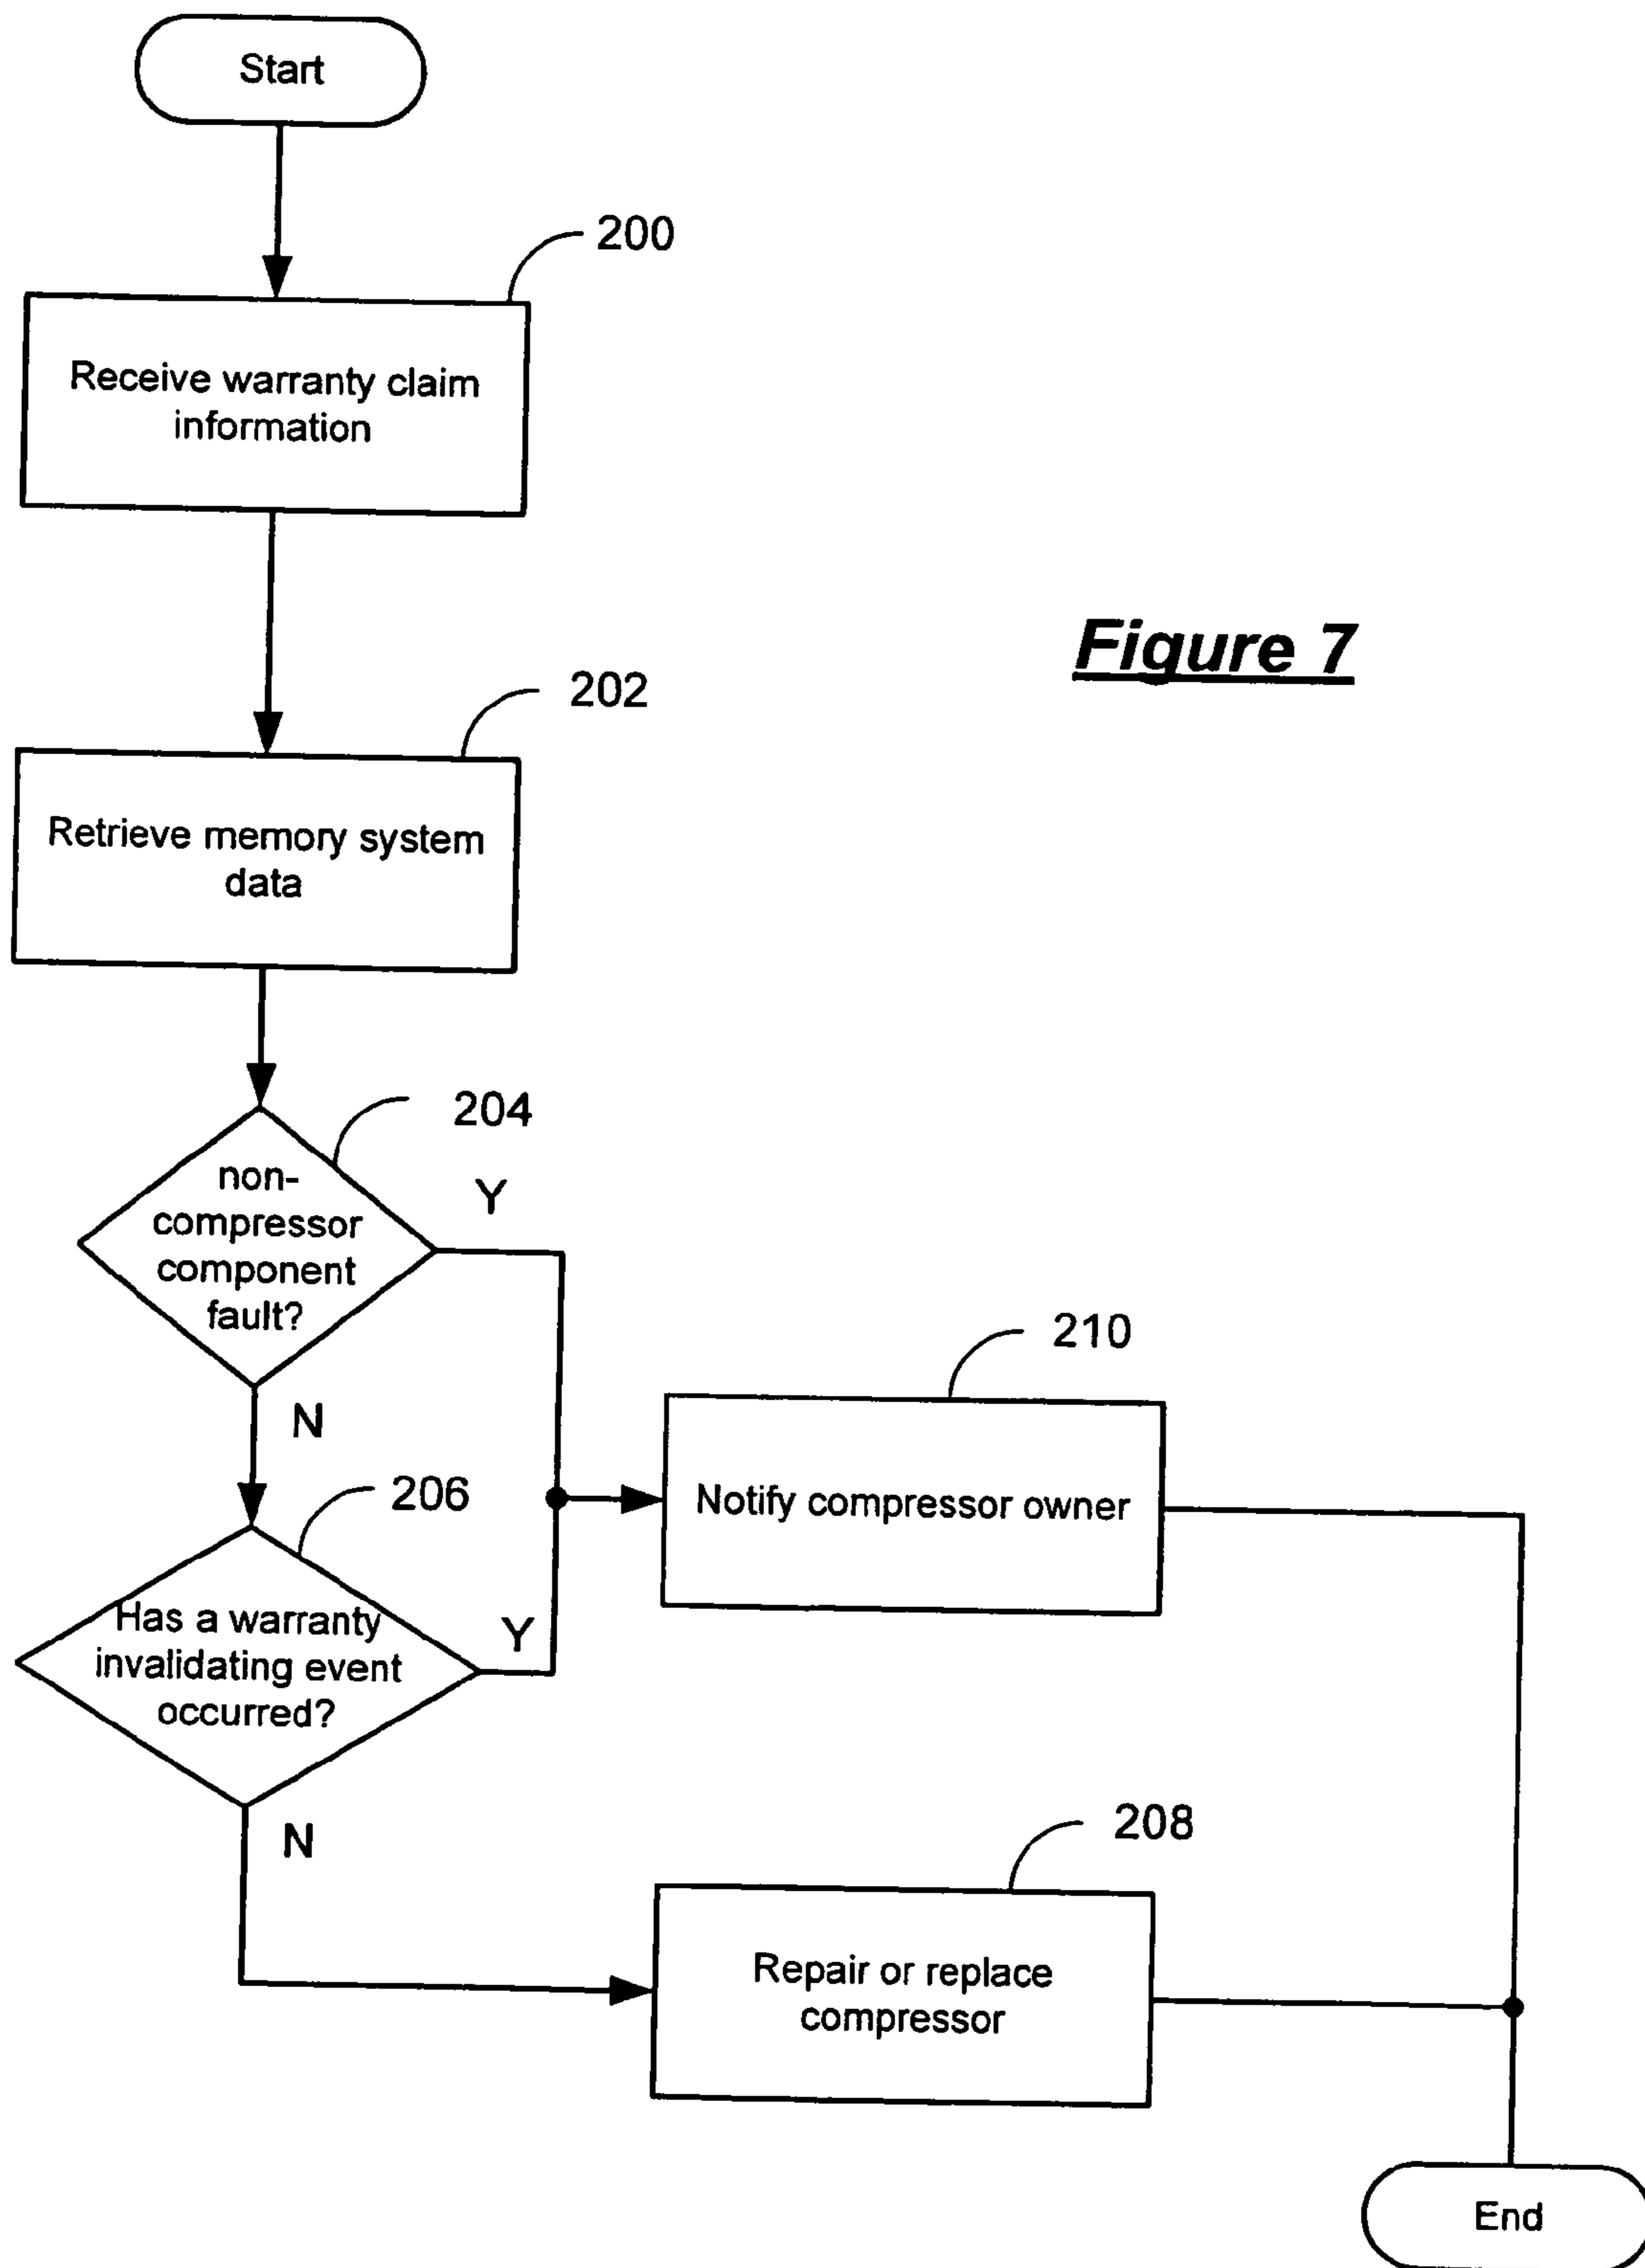 Start
200
Receive warranty claim
information
Figure 7
202
Retrieve memory system
data
204
non-
compressor
component
fault?
Y
N
210
Notify compressor owner
206
Has a warranty
invalidating event
occurred?
Y
N
208
Repair or replace
compressor
End